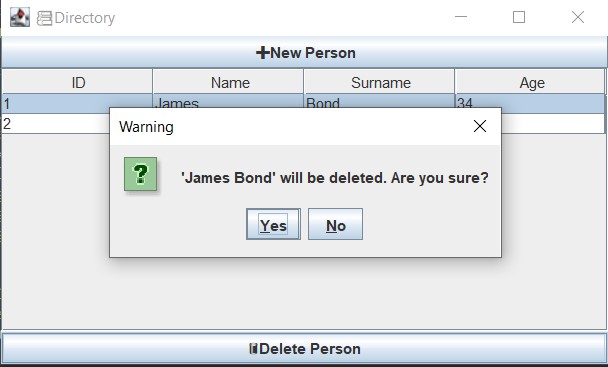 Directory
New Person
ID Name Surname Age
1 James Bond 34
2
Warning
?
'James Bond' will be deleted. Are you sure?
Yes No
Delete Person